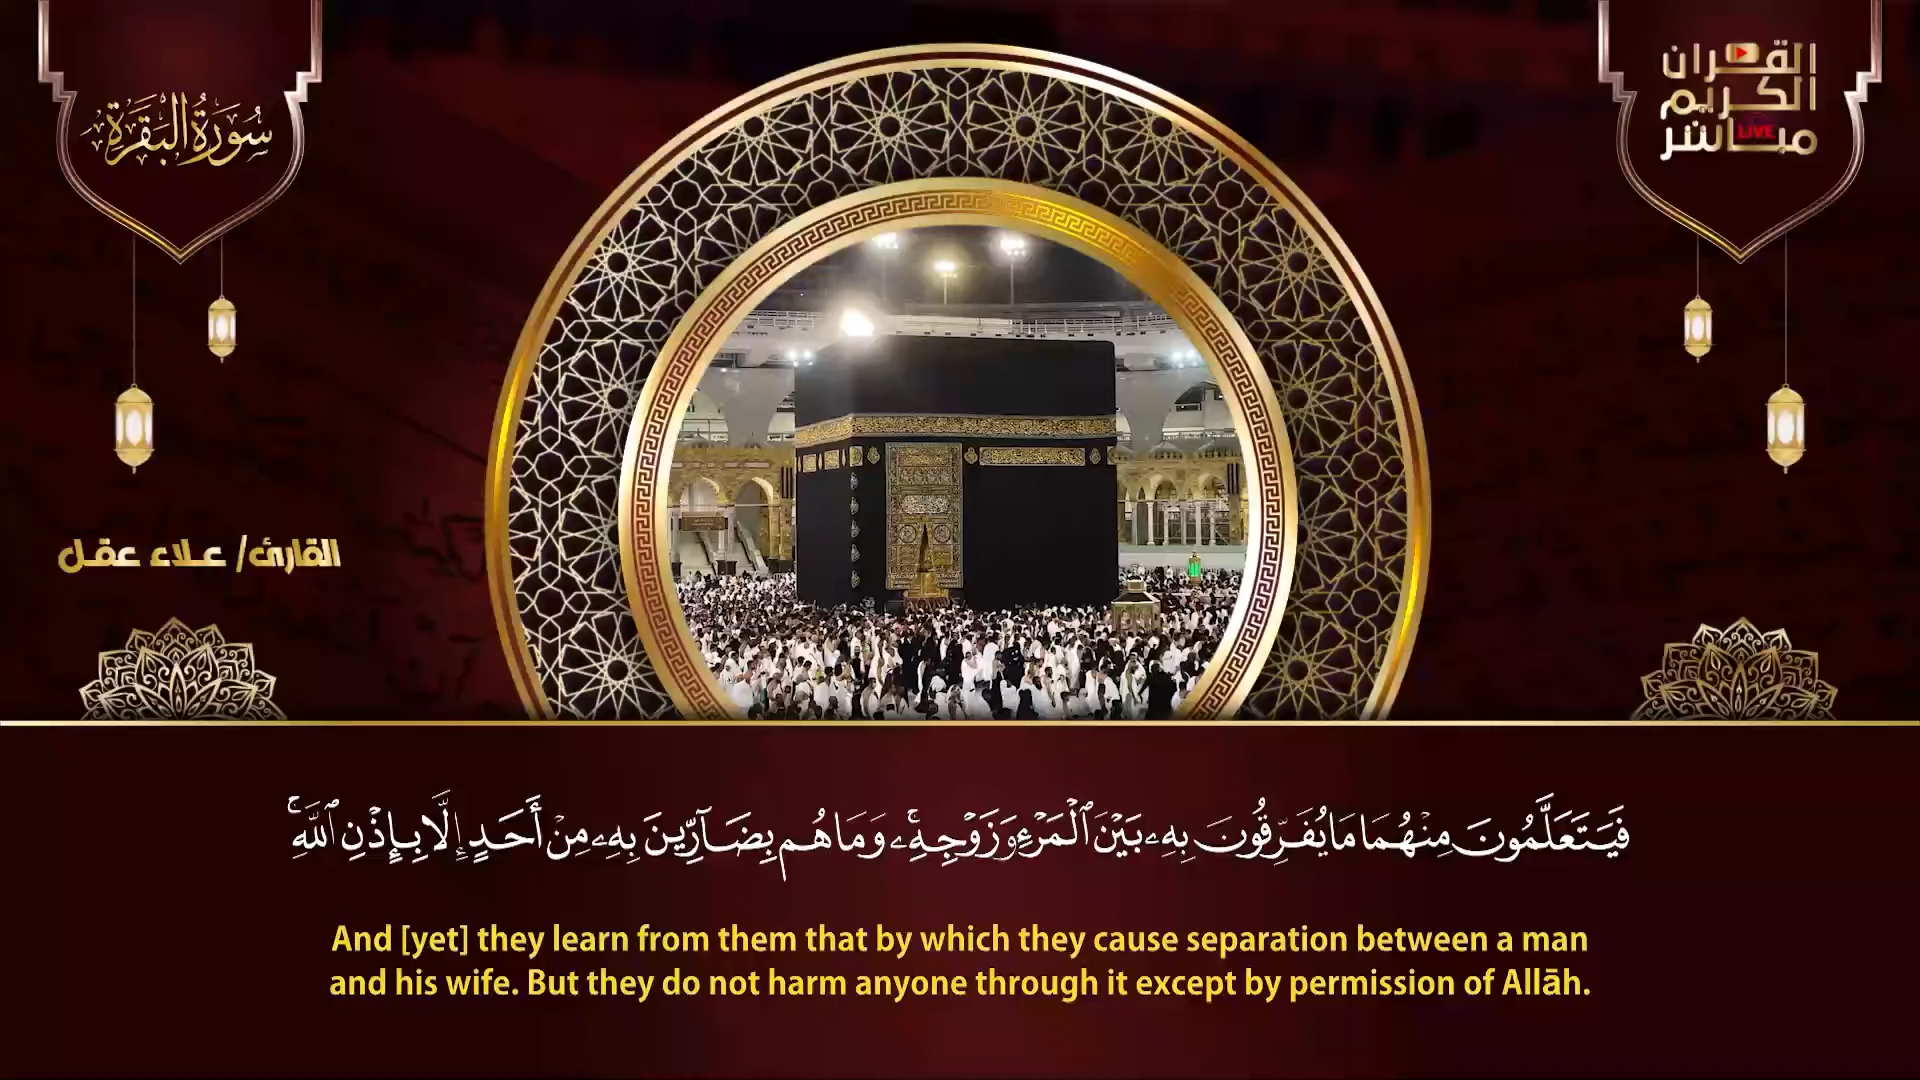 سُورَةُ البَقَرَةِ
القرآن
الكريم
مباشر
LIVE
القارئ/ علاء عقل
فَيَتَعَلَّمُونَ مِنْهُمَا مَا يُفَرِّقُونَ بِهِۦ بَيْنَ ٱلْمَرْءِ وَزَوْجِهِۦۚ وَمَا هُم بِضَآرِّينَ بِهِۦ مِنْ أَحَدٍ إِلَّا بِإِذْنِ ٱللَّهِۚ
And [yet] they learn from them that by which they cause separation between a man
and his wife. But they do not harm anyone through it except by permission of Allāh.